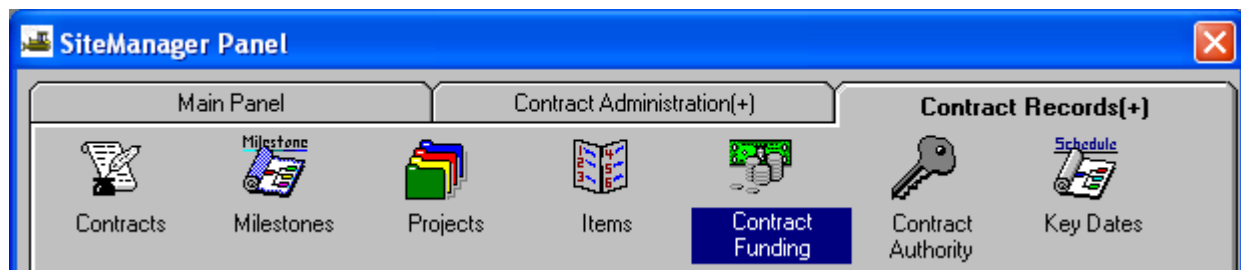 SiteManager Panel
Main Panel
Contract Administration(+)
Contract Records(+)
Milestone
Schedule
Contracts
Milestones
Projects
Items
Contract
Funding
Contract
Authority
Key Dates